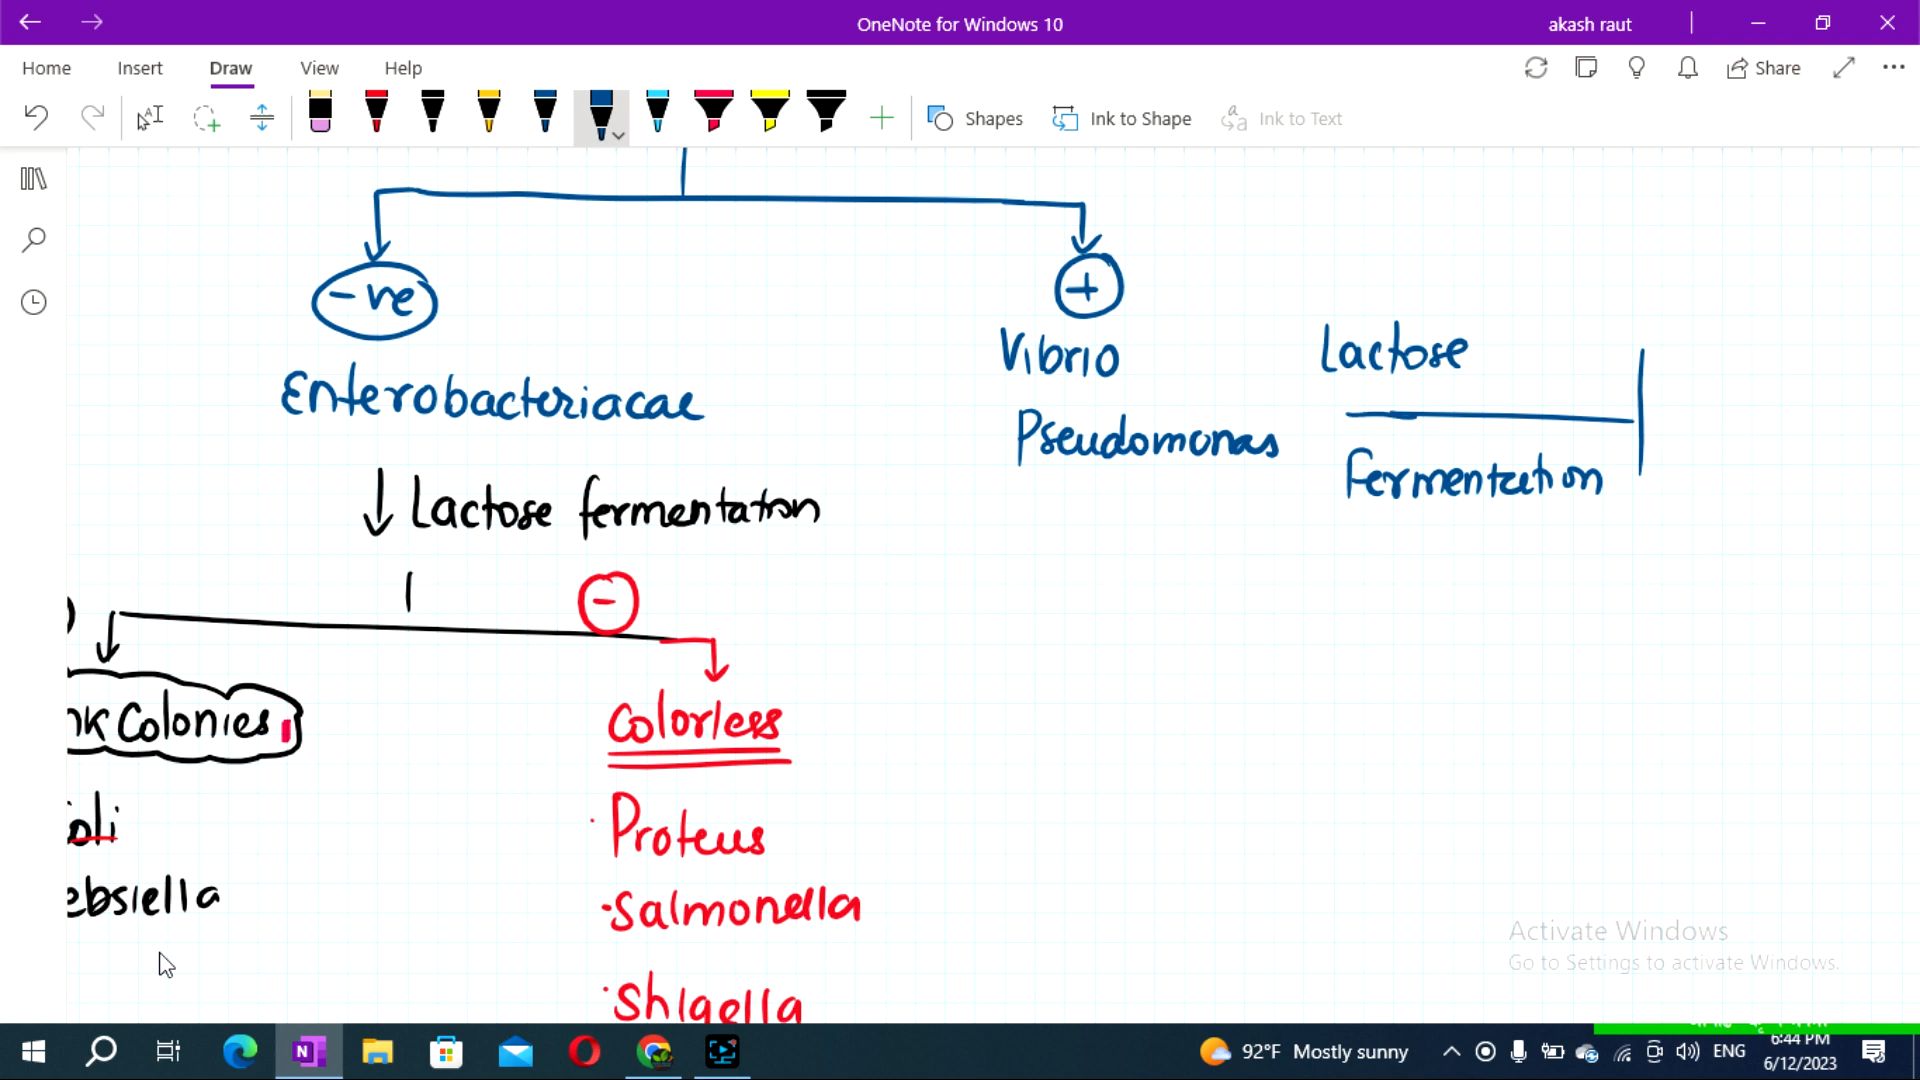 OneNote for Windows 10
akash raut
Home Insert Draw View Help
Share
Shapes
Ink to Shape
Ink to Text
-ve
+
Enterobacteriacae
Vibrio
Pseudomonas
Lactose
fermentation
↓ Lactose fermentation
-
nk Colonies
Colorless
oli
ebsiella
· Proteus
· Salmonella
· Shigella
Activate Windows
Go to Settings to activate Windows.
92°F Mostly sunny
ENG
6:44 PM
6/12/2023